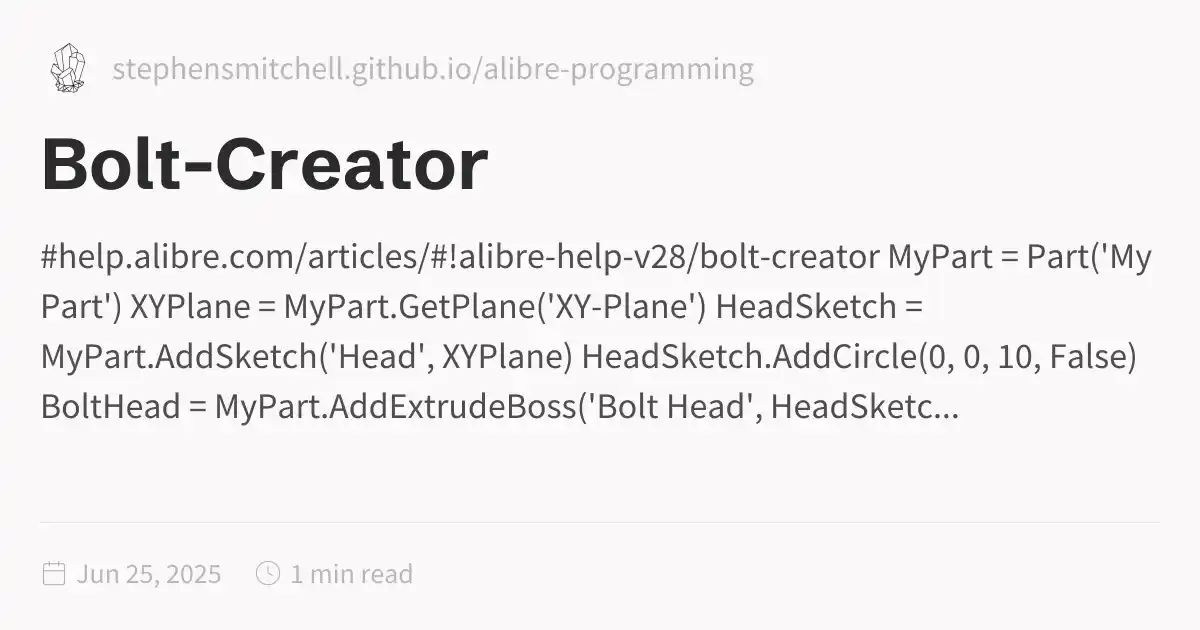 stephensmitchell.github.io/alibre-programming
Bolt-Creator
#help.alibre.com/articles/#!alibre-help-v28/bolt-creator MyPart = Part('My
Part') XYPlane = MyPart.GetPlane('XY-Plane') HeadSketch =
MyPart.AddSketch('Head', XYPlane) HeadSketch.AddCircle(0, 0, 10, False)
BoltHead = MyPart.AddExtrudeBoss('Bolt Head', HeadSketc...
Jun 25, 2025 1 min read